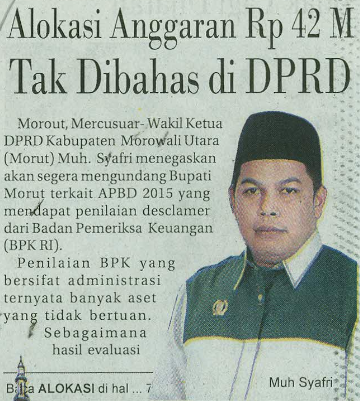 Alokasi Anggaran Rp 42 M
Tak Dibahas di DPRD
Morout, Mercusuar- Wakil Ketua
DPRD Kabupaten Morowali Utara
(Morut) Muh. Syafri menegaskan
akan segera mengundang Bupati
Morut terkait APBD 2015 yang
mendapat penilaian desclamer
dari Badan Pemeriksa Keuangan
(BPK RI).
Penilaian BPK yang
bersifat administrasi
ternyata banyak aset
yang tidak bertuan.
Sebagaimana
hasil evaluasi
Baca ALOKASI di hal ... 7
Muh Syafri